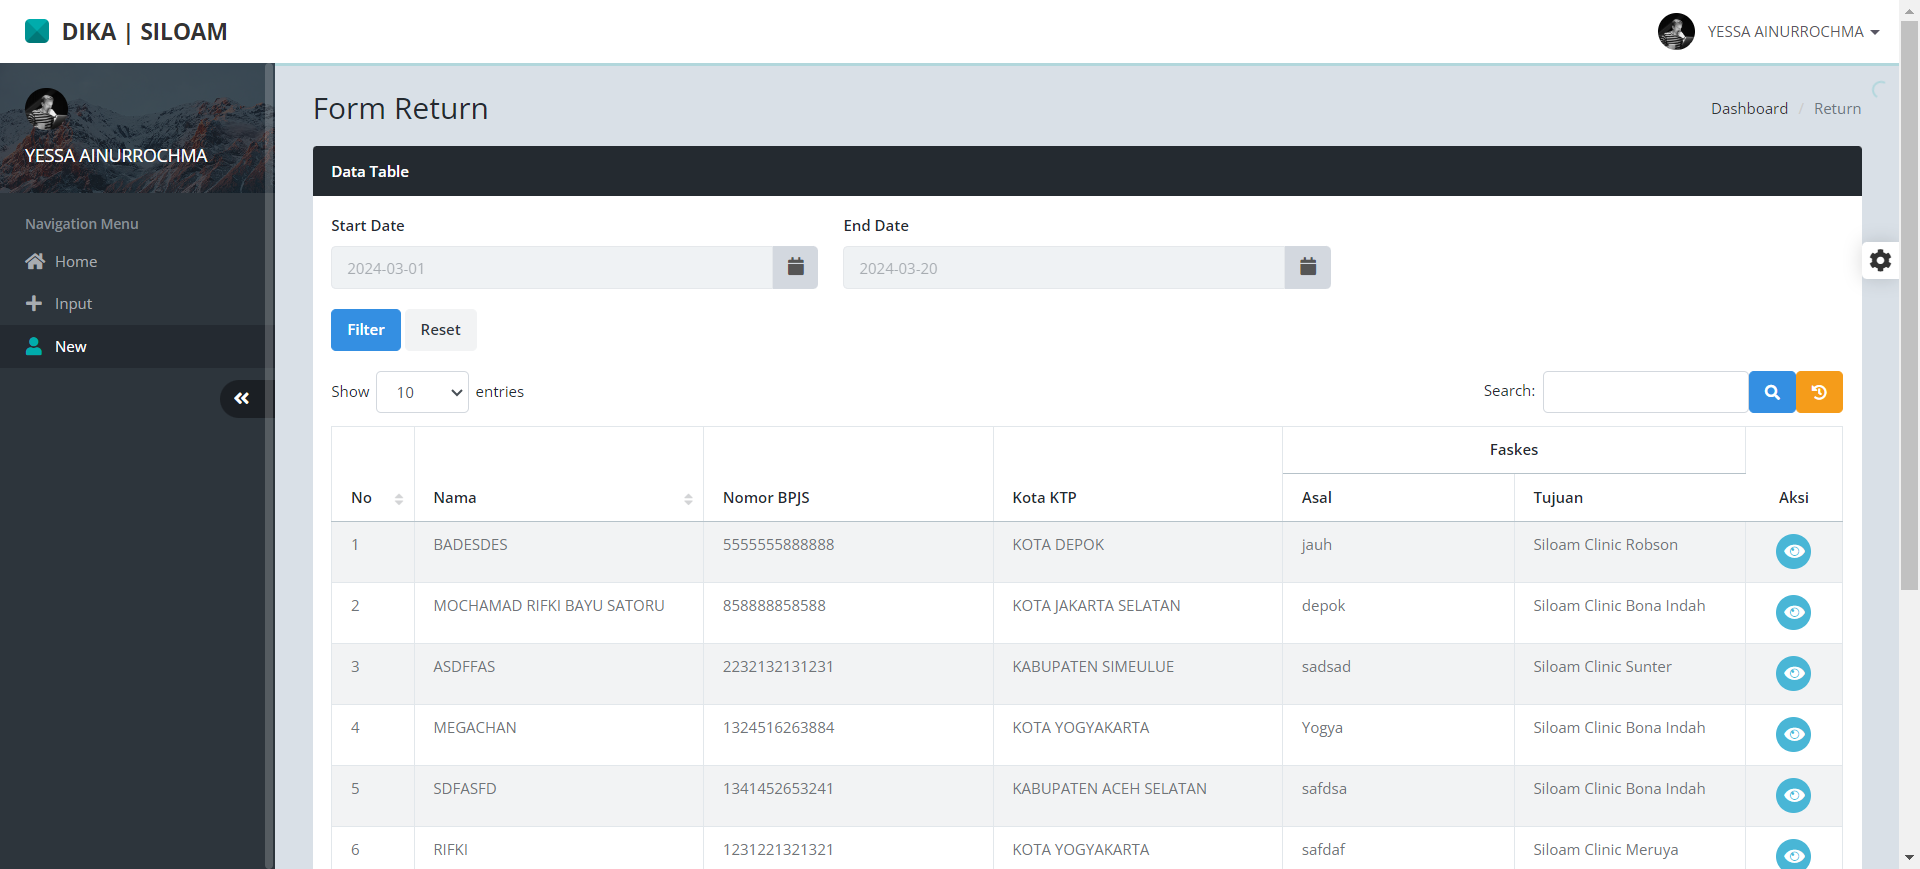 DIKA | SILOAM
YESSA AINURROCHMA
YESSA AINURROCHMA
Navigation Menu
Home
Input
New
Form Return
Dashboard / Return
Data Table
Start Date
End Date
2024-03-01
2024-03-20
Filter
Reset
Show 10 entries
Search:
Faskes
No Nama Nomor BPJS Kota KTP Asal Tujuan Aksi
1 BADESDES 5555555888888 KOTA DEPOK jauh Siloam Clinic Robson
2 MOCHAMAD RIFKI BAYU SATORU 858888858588 KOTA JAKARTA SELATAN depok Siloam Clinic Bona Indah
3 ASDFFAS 2232132131231 KABUPATEN SIMEULUE sadsad Siloam Clinic Sunter
4 MEGACHAN 1324516263884 KOTA YOGYAKARTA Yogya Siloam Clinic Bona Indah
5 SDFASFD 1341452653241 KABUPATEN ACEH SELATAN safdsa Siloam Clinic Bona Indah
6 RIFKI 1231221321321 KOTA YOGYAKARTA safdaf Siloam Clinic Meruya